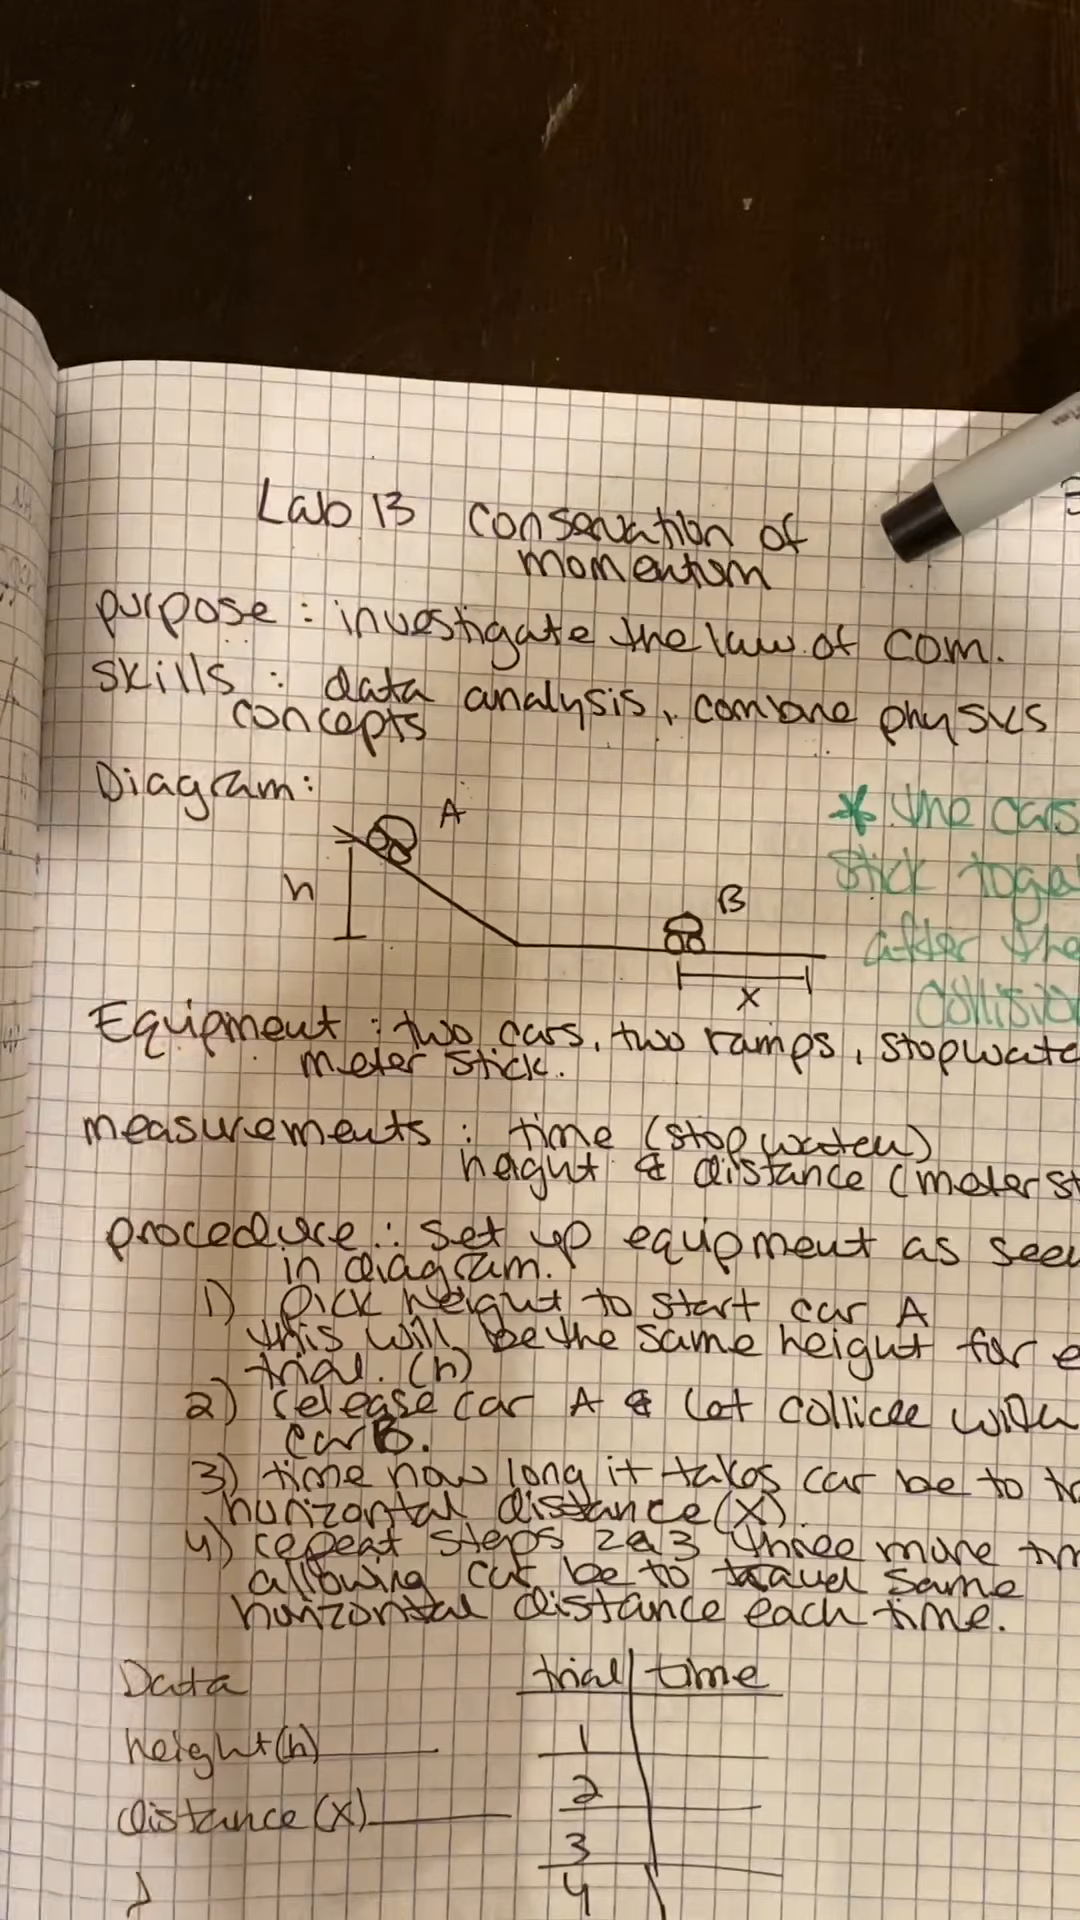 Lab 13 Conservation of
momentum
purpose : investigate the law of COM.
skills : data analysis, combine physics
concepts
Diagram:
A
* the cars
h
stick toge
B
after the
x
collision
Equipment : two cars, two ramps, stopwatc
meter stick.
measurements : time (stopwatch)
height & distance (meter st
procedure : set up equipment as seen
in diagram.
1) pick height to start car A
this will be the same height for e
trial. (h)
2) release car A & let collide with
car B.
3) time how long it takes car be to tr
horizontal distance (x).
4) repeat steps 2&3 three more tim
allowing car be to travel same
horizontal distance each time.
Data trial time
height(h)
1
2
distance (x)
3
4